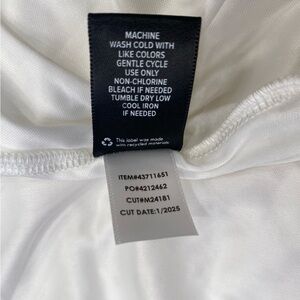 MACHINE
WASH COLD WITH
LIKE COLORS
GENTLE CYCLE
USE ONLY
NON-CHLORINE
BLEACH IF NEEDED
TUMBLE DRY LOW
COOL IRON
IF NEEDED
This label was made
with recycled materials
ITEM#43711651
PO#4212462
CUT#M24181
CUT DATE:1/2025